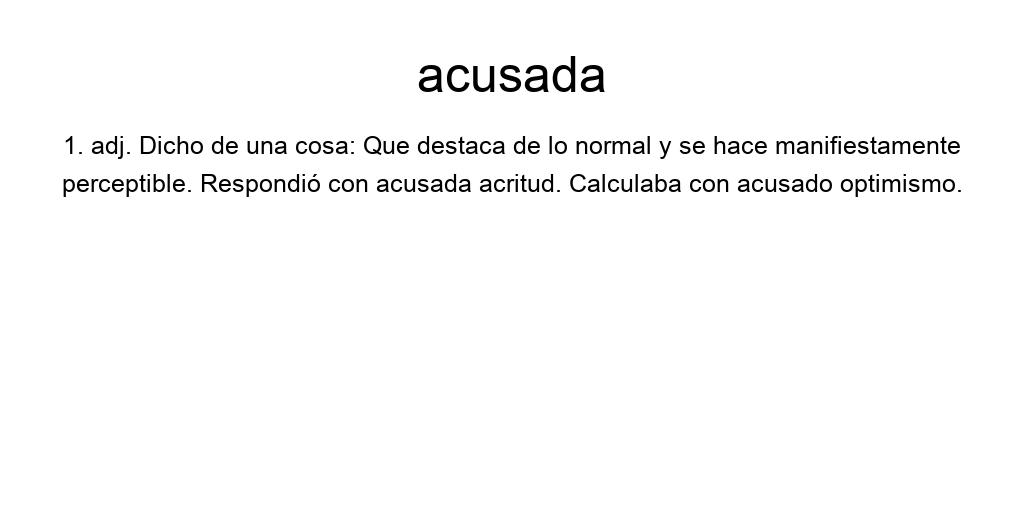 acusada
1. adj. Dicho de una cosa: Que destaca de lo normal y se hace manifiestamente
perceptible. Respondió con acusada acritud. Calculaba con acusado optimismo.